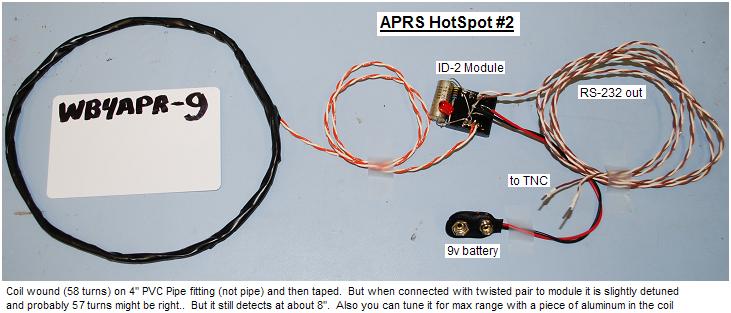 APRS HotSpot #2
ID-2 Module
WB4APR-9
RS-232 out
to TNC
9v battery
Coil wound (58 turns) on 4" PVC Pipe fitting (not pipe) and then taped.  But when connected with twisted pair to module it is slightly detuned
and probably 57 turns might be right..  But it still detects at about 8".  Also you can tune it for max range with a piece of aluminum in the coil